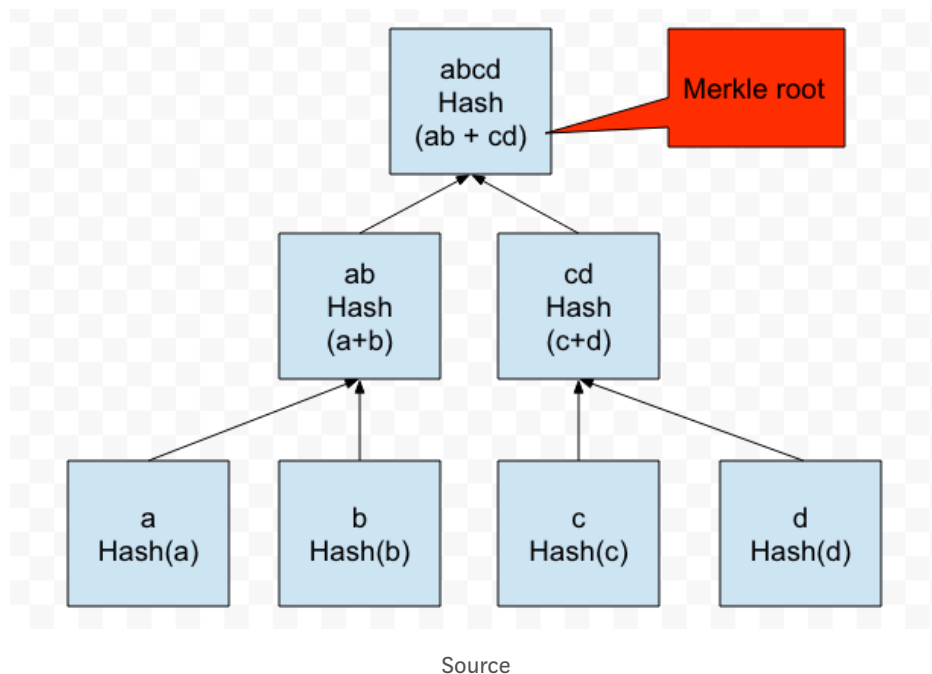 abcd
Hash
(ab + cd)
Merkle root
ab
Hash
(a+b)
cd
Hash
(c+d)
a
Hash(a)
b
Hash(b)
c
Hash(c)
d
Hash(d)
Source